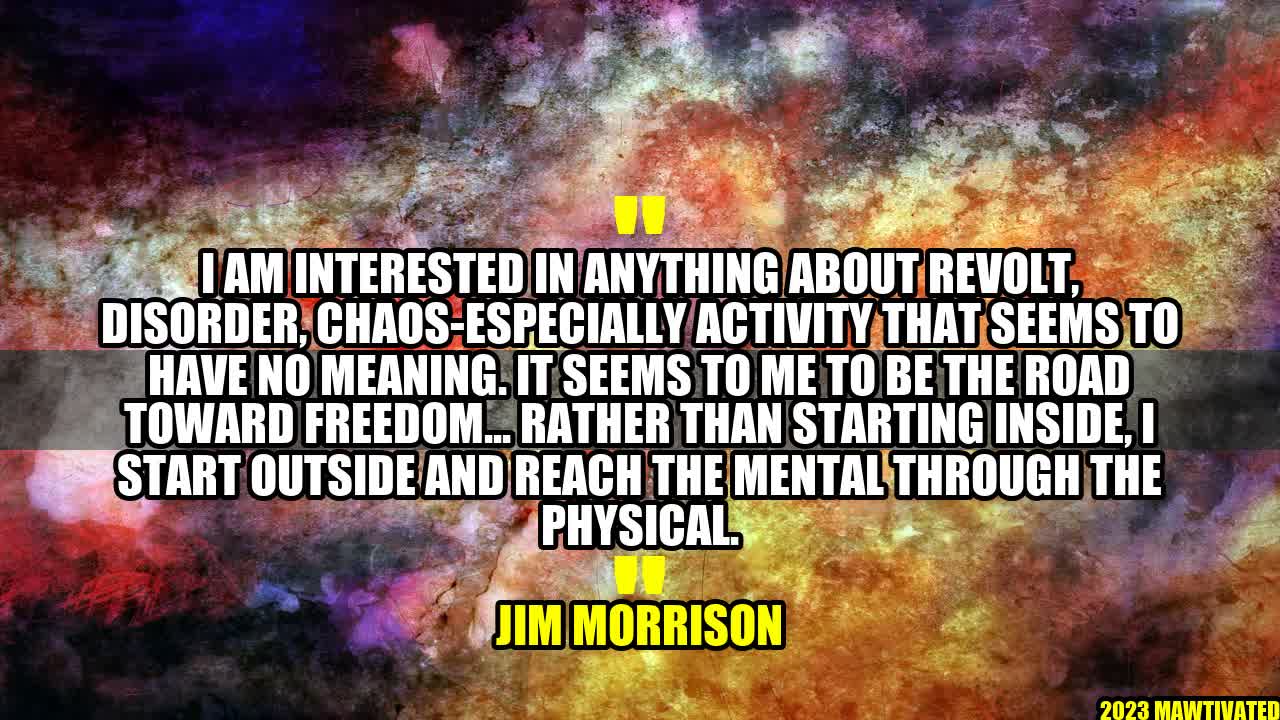 "
I AM INTERESTED IN ANYTHING ABOUT REVOLT,
DISORDER, CHAOS-ESPECIALLY ACTIVITY THAT SEEMS TO
HAVE NO MEANING. IT SEEMS TO ME TO BE THE ROAD
TOWARD FREEDOM... RATHER THAN STARTING INSIDE, I
START OUTSIDE AND REACH THE MENTAL THROUGH THE
PHYSICAL.
"
JIM MORRISON
2023 MAWTIVATED